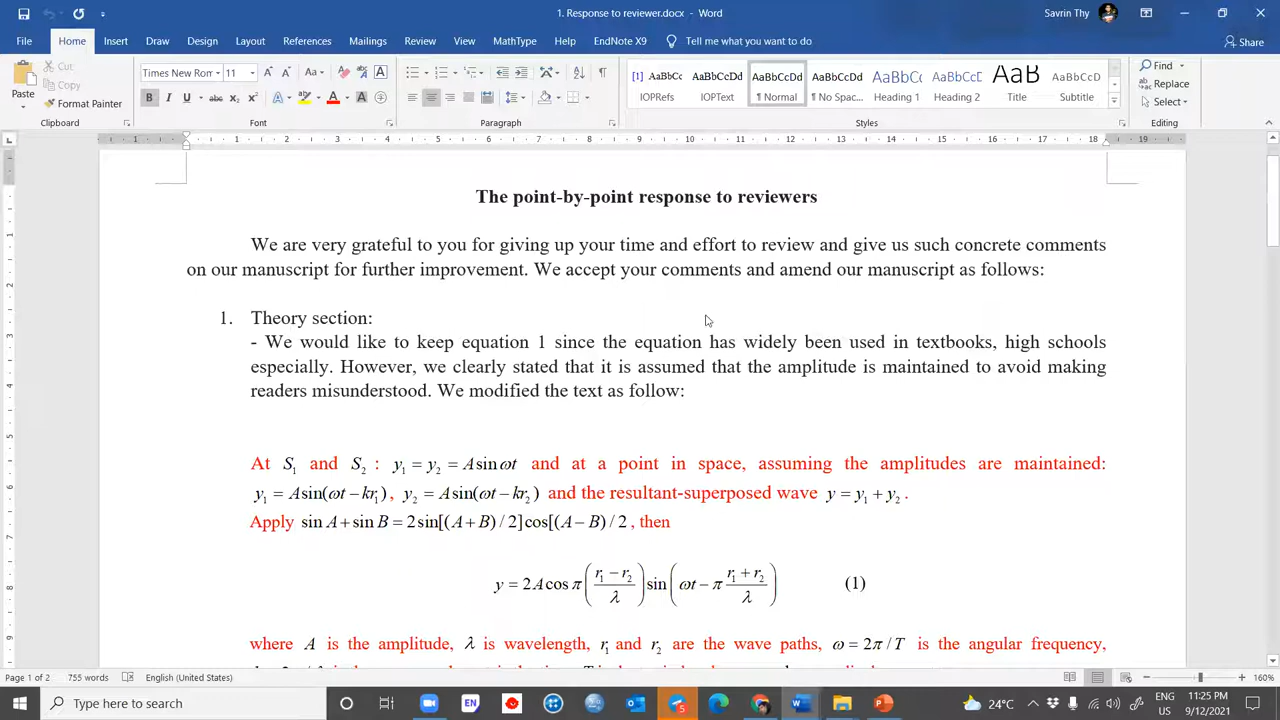 1. Response to reviewer.docx - Word
Savrin Thy
File Home Insert Draw Design Layout References Mailings Review View MathType Help EndNote X9 Tell me what you want to do Share
Paste Cut Copy Format Painter
Times New Rom 11
[1] AaBbCc AaBbCcDd AaBbCcDd AaBbCcDd AaBbCcD AaBbCcD AaB AaBbCcD
IOPRefs IOPText ¶ Normal ¶ No Spac... Heading 1 Heading 2 Title Subtitle
Find Replace Select
Clipboard Font Paragraph Styles Editing
The point-by-point response to reviewers
We are very grateful to you for giving up your time and effort to review and give us such concrete comments
on our manuscript for further improvement. We accept your comments and amend our manuscript as follows:
1. Theory section:
- We would like to keep equation 1 since the equation has widely been used in textbooks, high schools
especially. However, we clearly stated that it is assumed that the amplitude is maintained to avoid making
readers misunderstood. We modified the text as follow:
At S₁ and S₂ : y₁ = y₂ = A sin ωt and at a point in space, assuming the amplitudes are maintained:
y₁ = A sin(ωt − kr₁), y₂ = A sin(ωt − kr₂) and the resultant-superposed wave y = y₁ + y₂ .
Apply sin A + sin B = 2 sin[(A + B) / 2] cos[(A − B) / 2 , then
y = 2A cos π ((r₁ − r₂)/λ) sin (ωt − π (r₁ + r₂)/λ) (1)
where A is the amplitude, λ is wavelength, r₁ and r₂ are the wave paths, ω = 2π / T is the angular frequency,
Page 1 of 2 755 words English (United States) 160%
Type here to search
24°C
ENG
US
11:25 PM
9/12/2021